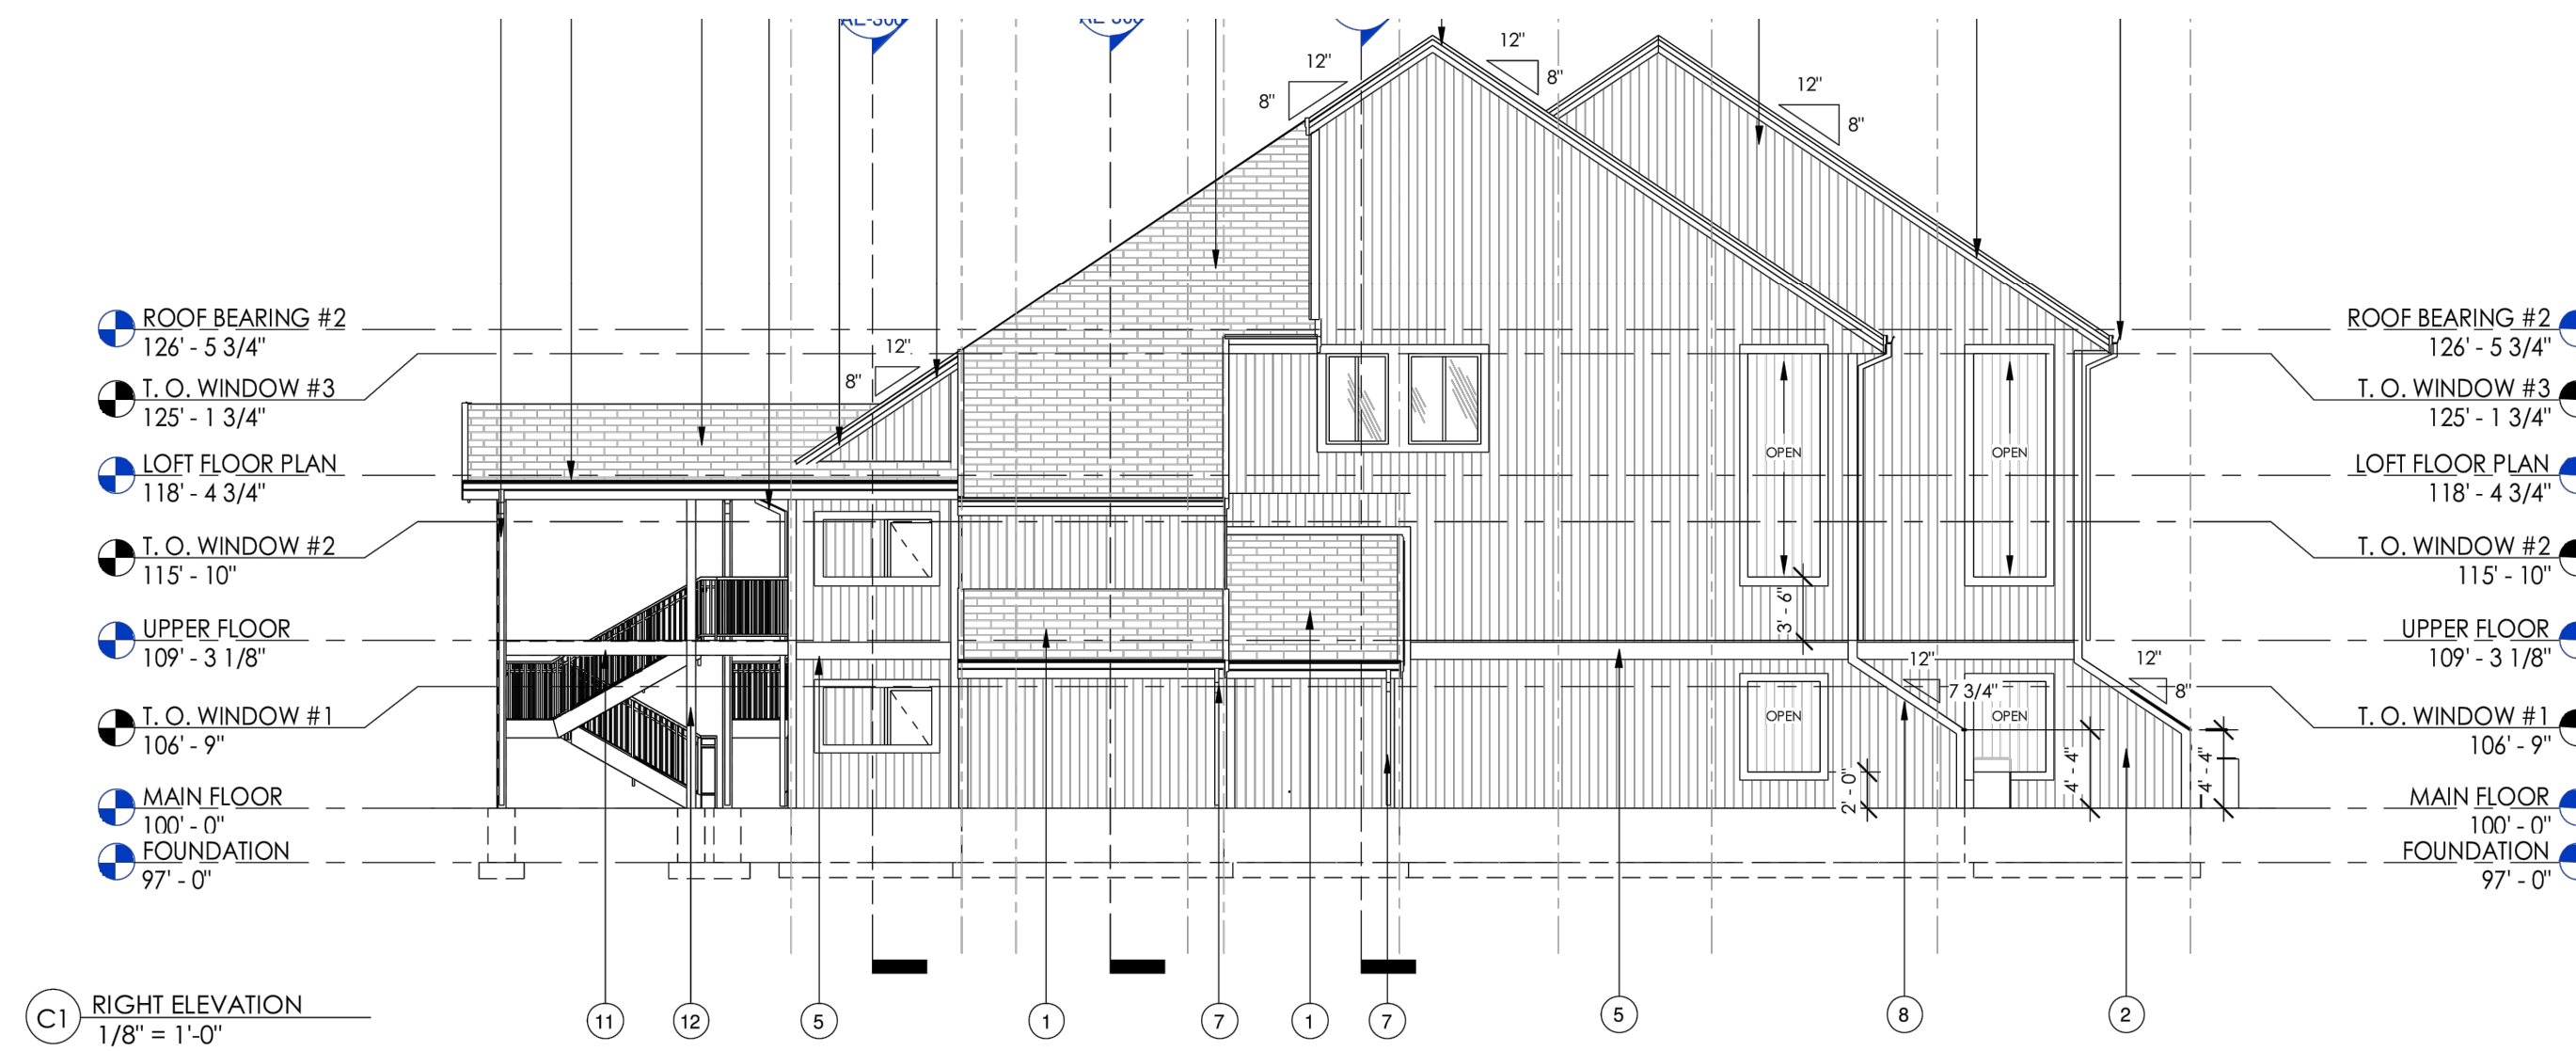 AE-300
AE-300
12"
8"
12"
8"
12"
8"
12"
8"
ROOF BEARING #2
126' - 5 3/4"
T. O. WINDOW #3
125' - 1 3/4"
LOFT FLOOR PLAN
118' - 4 3/4"
T. O. WINDOW #2
115' - 10"
UPPER FLOOR
109' - 3 1/8"
T. O. WINDOW #1
106' - 9"
MAIN FLOOR
100' - 0"
FOUNDATION
97' - 0"
OPEN
OPEN
3' - 6"
12"
7 3/4"
12"
8"
OPEN
OPEN
2' - 0"
4' - 4"
4' - 4"
ROOF BEARING #2
126' - 5 3/4"
T. O. WINDOW #3
125' - 1 3/4"
LOFT FLOOR PLAN
118' - 4 3/4"
T. O. WINDOW #2
115' - 10"
UPPER FLOOR
109' - 3 1/8"
T. O. WINDOW #1
106' - 9"
MAIN FLOOR
100' - 0"
FOUNDATION
97' - 0"
11
12
5
1
7
1
7
5
8
2
C1
RIGHT ELEVATION
1/8" = 1'-0"